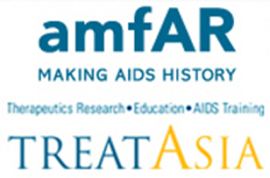 amfAR
MAKING AIDS HISTORY
Therapeutics Research•Education•AIDS Training
TREATASIA